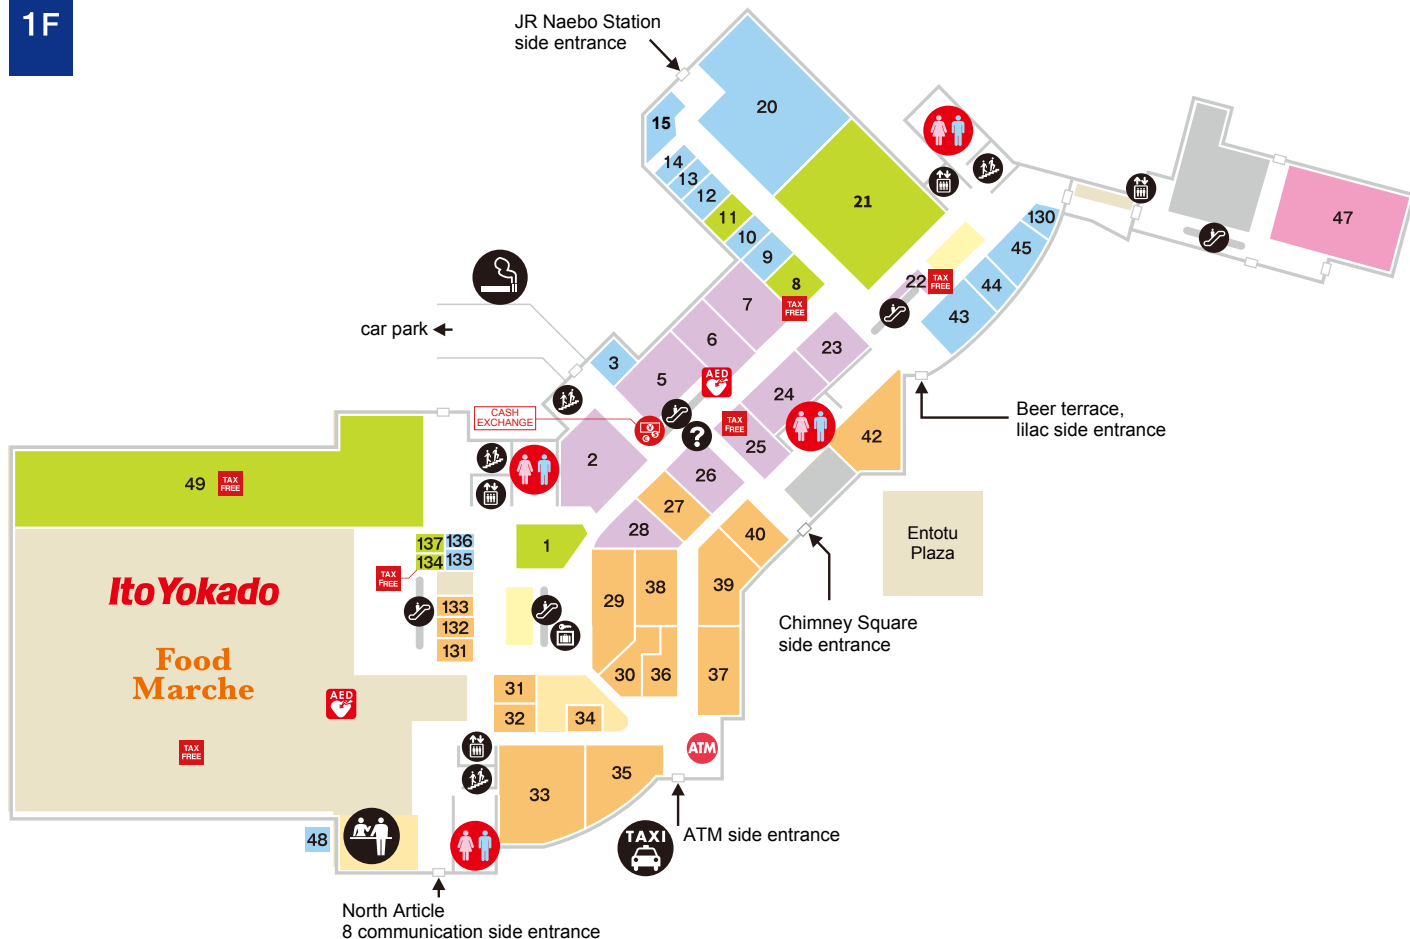 1F
JR Naebo Station
side entrance
20
15
14
13
12
11
10
9
8
TAX
FREE
21
130
45
44
43
22
TAX
FREE
47
7
6
5
3
car park
AED
CASH
EXCHANGE
?
23
24
TAX
FREE
25
42
Beer terrace,
lilac side entrance
2
26
27
28
40
39
Entotu
Plaza
49
TAX
FREE
1
137
136
134
135
TAX
FREE
133
132
131
29
38
30
36
37
Chimney Square
side entrance
Ito Yokado
Food
Marche
AED
TAX
FREE
31
32
34
33
35
ATM
48
TAXI
ATM side entrance
North Article
8 communication side entrance